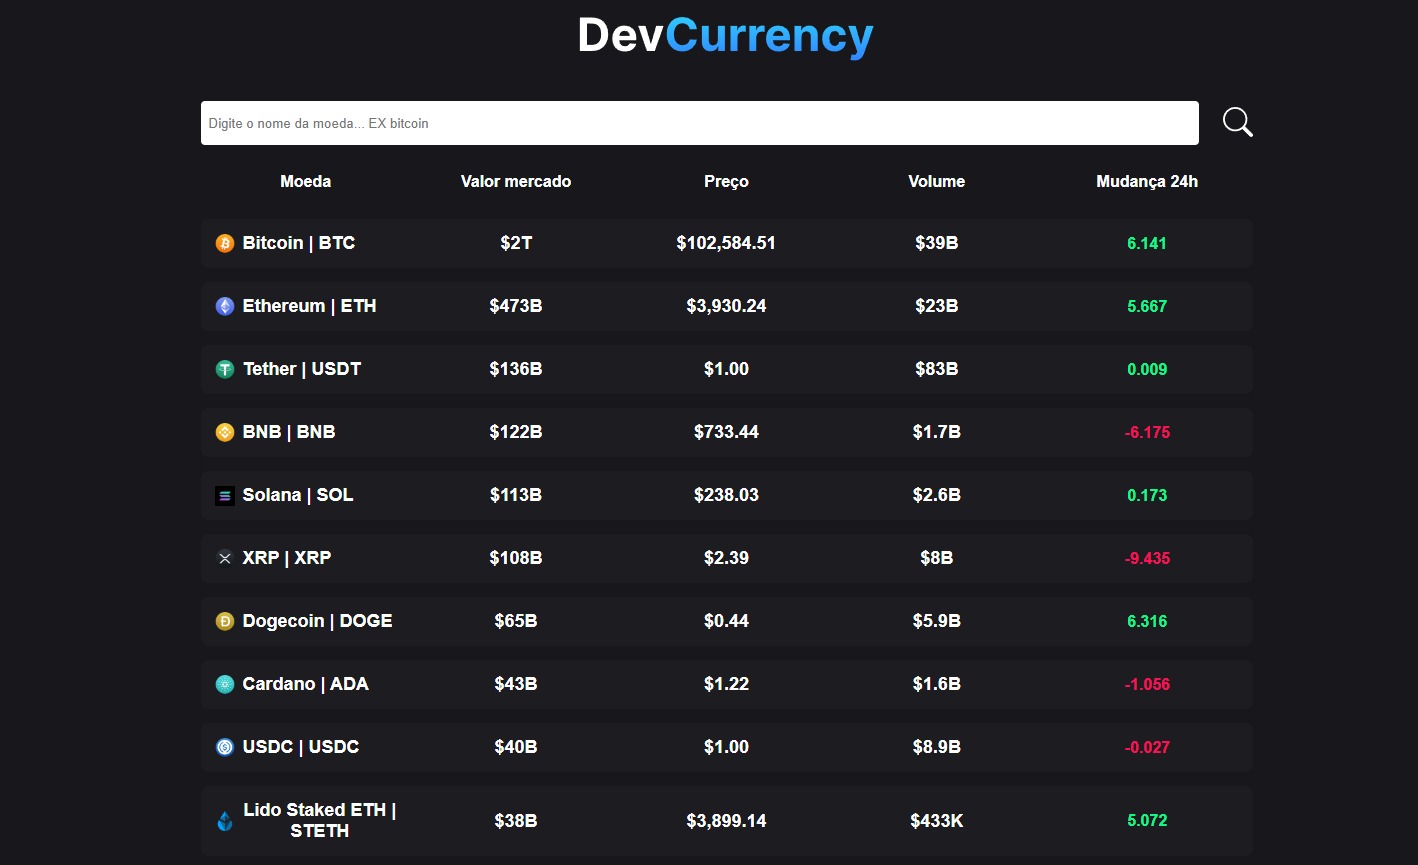 DevCurrency
Digite o nome da moeda... EX bitcoin
Moeda Valor mercado Preço Volume Mudança 24h
Bitcoin | BTC $2T $102,584.51 $39B 6.141
Ethereum | ETH $473B $3,930.24 $23B 5.667
Tether | USDT $136B $1.00 $83B 0.009
BNB | BNB $122B $733.44 $1.7B -6.175
Solana | SOL $113B $238.03 $2.6B 0.173
XRP | XRP $108B $2.39 $8B -9.435
Dogecoin | DOGE $65B $0.44 $5.9B 6.316
Cardano | ADA $43B $1.22 $1.6B -1.056
USDC | USDC $40B $1.00 $8.9B -0.027
Lido Staked ETH |
STETH $38B $3,899.14 $433K 5.072